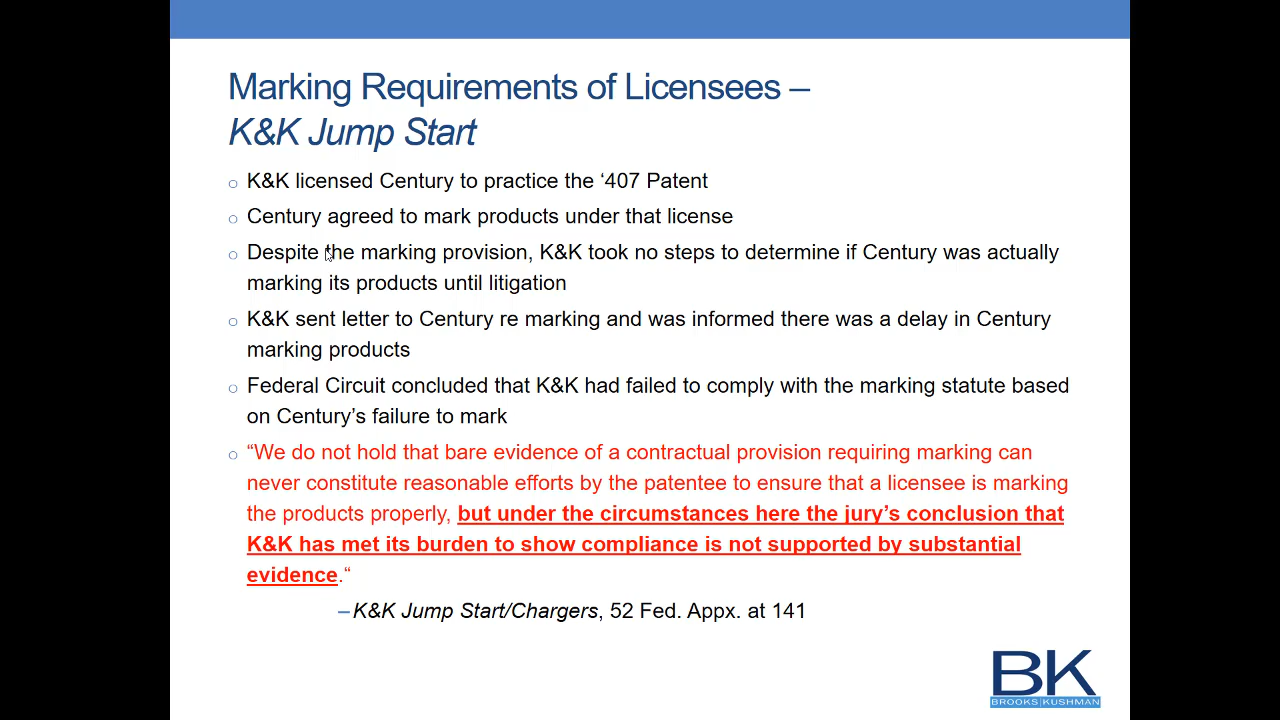 Marking Requirements of Licensees –
K&K Jump Start
○ K&K licensed Century to practice the ‘407 Patent
○ Century agreed to mark products under that license
○ Despite the marking provision, K&K took no steps to determine if Century was actually
marking its products until litigation
○ K&K sent letter to Century re marking and was informed there was a delay in Century
marking products
○ Federal Circuit concluded that K&K had failed to comply with the marking statute based
on Century’s failure to mark
○ “We do not hold that bare evidence of a contractual provision requiring marking can
never constitute reasonable efforts by the patentee to ensure that a licensee is marking
the products properly, but under the circumstances here the jury’s conclusion that
K&K has met its burden to show compliance is not supported by substantial
evidence.“
–K&K Jump Start/Chargers, 52 Fed. Appx. at 141
BK
BROOKS|KUSHMAN